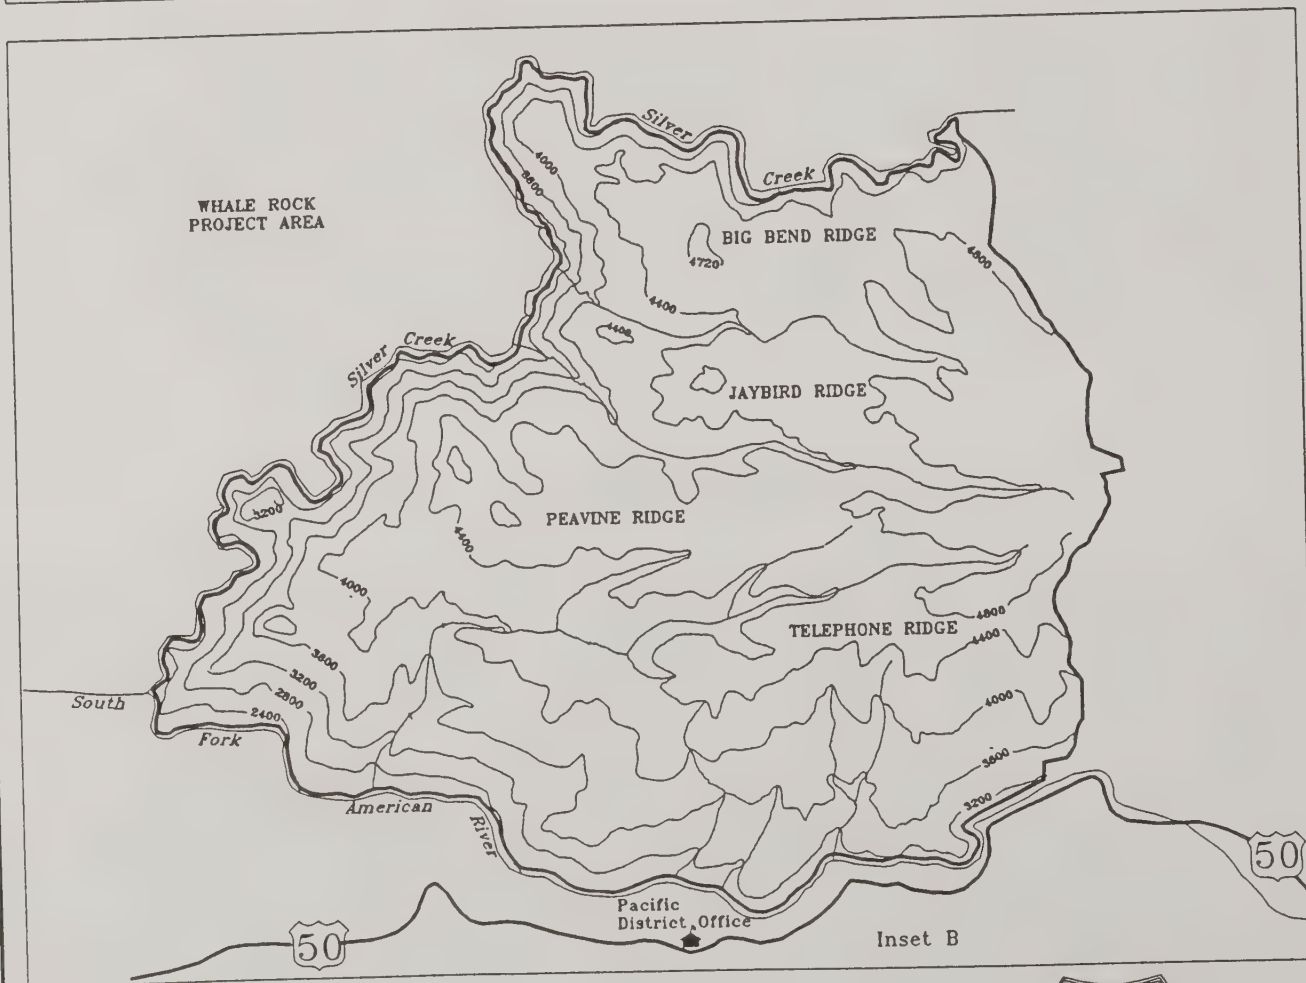 Silver
Creek
4000
3600
WHALE ROCK
PROJECT AREA
BIG BEND RIDGE
4720
4800
4400
4400
Silver Creek
JAYBIRD RIDGE
3200
PEAVINE RIDGE
4400
4000
4800
TELEPHONE RIDGE
4400
3600
3200
2800
2400
4000
South
Fork
3600
3200
American
River
50
Pacific
District Office
50
Inset B